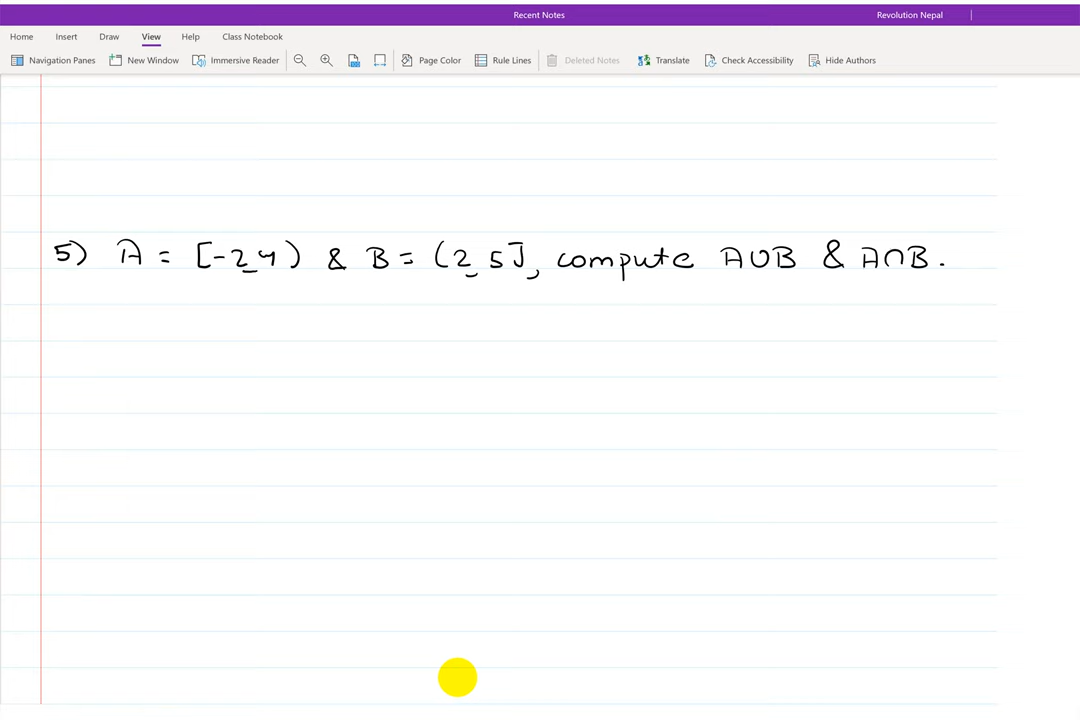 Recent Notes Revolution Nepal
Home Insert Draw View Help Class Notebook
Navigation Panes New Window Immersive Reader Page Color Rule Lines Deleted Notes Translate Check Accessibility Hide Authors
5) A = [-2,4) & B = (2,5], compute A∪B & A∩B.